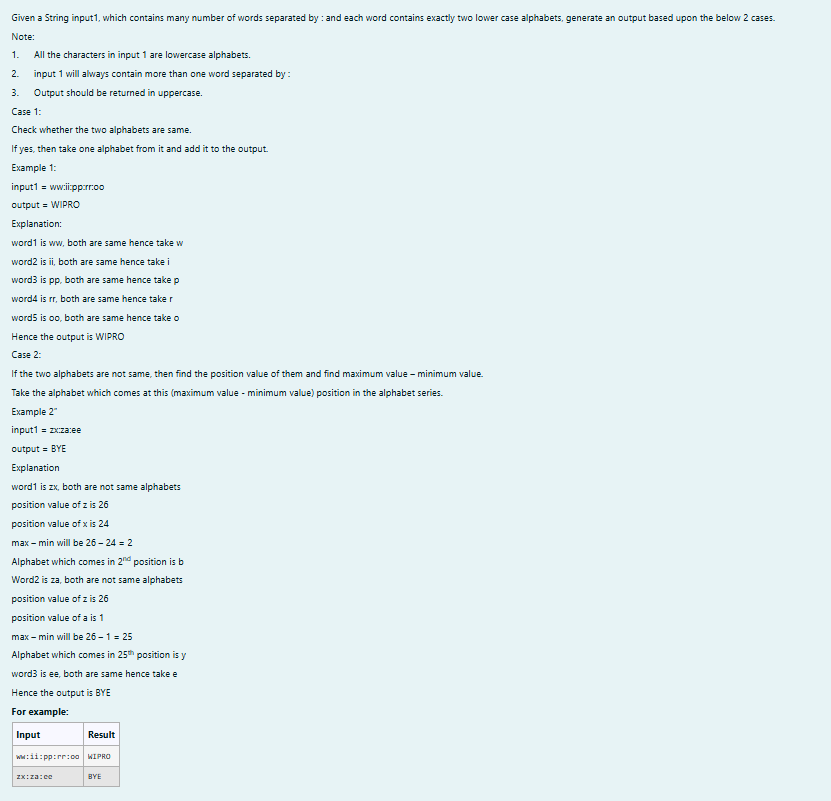 Given a String input1, which contains many number of words separated by : and each word contains exactly two lower case alphabets, generate an output based upon the below 2 cases.
Note:
1. All the characters in input 1 are lowercase alphabets.
2. input 1 will always contain more than one word separated by :
3. Output should be returned in uppercase.
Case 1:
Check whether the two alphabets are same.
If yes, then take one alphabet from it and add it to the output.
Example 1:
input1 = ww:ii:pp:rr:oo
output = WIPRO
Explanation:
word1 is ww, both are same hence take w
word2 is ii, both are same hence take i
word3 is pp, both are same hence take p
word4 is rr, both are same hence take r
word5 is oo, both are same hence take o
Hence the output is WIPRO
Case 2:
If the two alphabets are not same, then find the position value of them and find maximum value – minimum value.
Take the alphabet which comes at this (maximum value - minimum value) position in the alphabet series.
Example 2"
input1 = zx:za:ee
output = BYE
Explanation
word1 is zx, both are not same alphabets
position value of z is 26
position value of x is 24
max – min will be 26 – 24 = 2
Alphabet which comes in 2nd position is b
Word2 is za, both are not same alphabets
position value of z is 26
position value of a is 1
max – min will be 26 – 1 = 25
Alphabet which comes in 25th position is y
word3 is ee, both are same hence take e
Hence the output is BYE
For example:
Input Result
ww:ii:pp:rr:oo WIPRO
zx:za:ee BYE